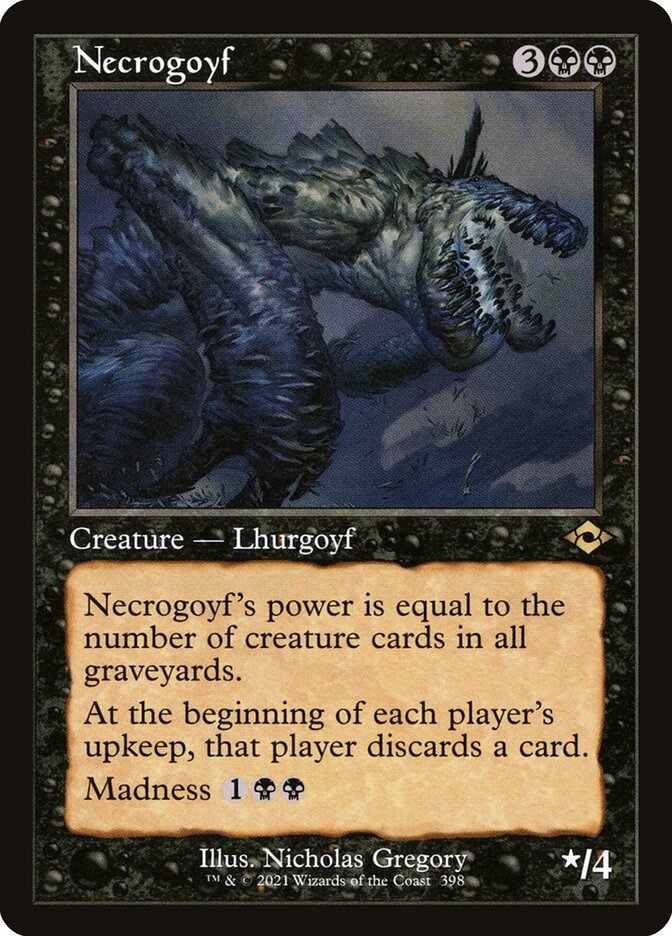 Necrogoyf 3
Creature — Lhurgoyf
Necrogoyf's power is equal to the
number of creature cards in all
graveyards.
At the beginning of each player's
upkeep, that player discards a card.
Madness 1
Illus. Nicholas Gregory
™ & © 2021 Wizards of the Coast 398
*/4